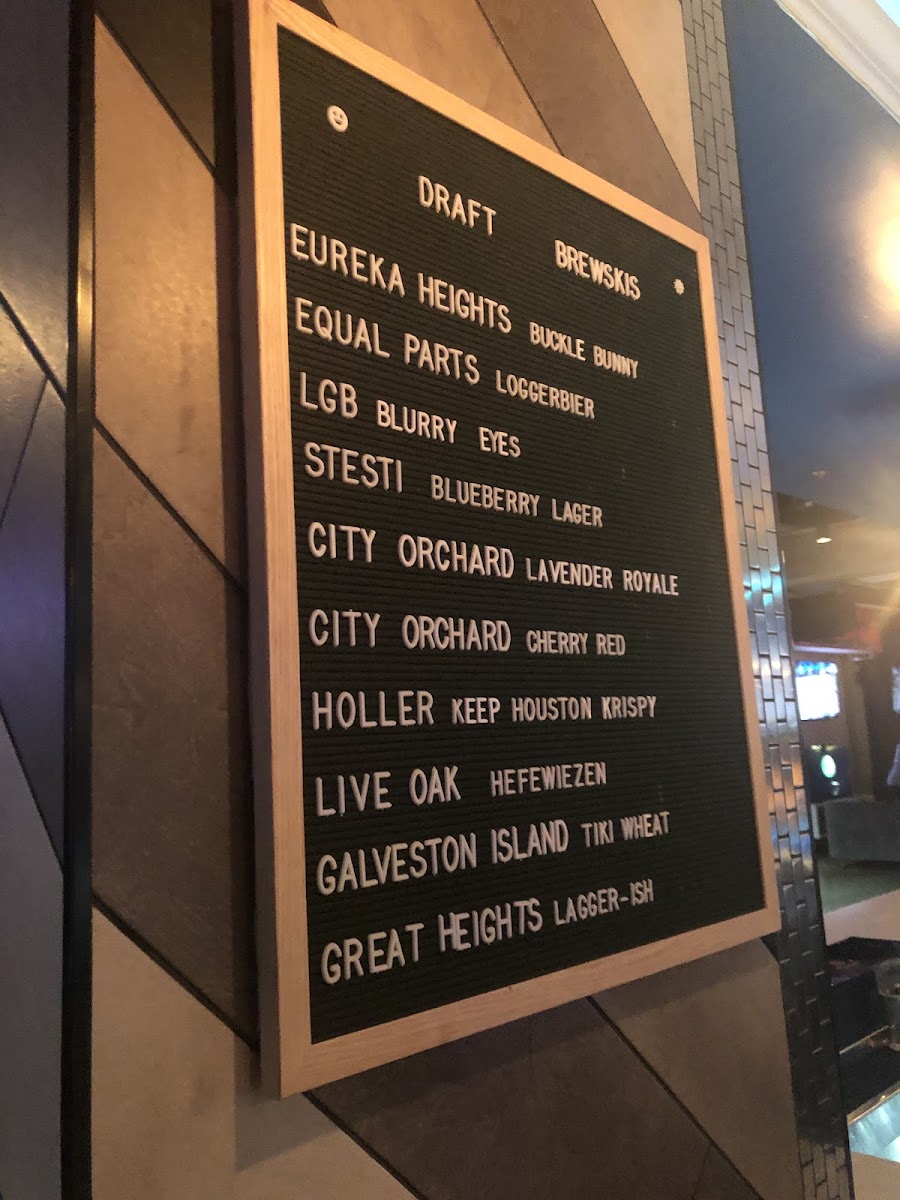 DRAFT BREWSKIS
EUREKA HEIGHTS BUCKLE BUNNY
EQUAL PARTS LOGGERBIER
LGB BLURRY EYES
STESTI BLUEBERRY LAGER
CITY ORCHARD LAVENDER ROYALE
CITY ORCHARD CHERRY RED
HOLLER KEEP HOUSTON KRISPY
LIVE OAK HEFEWIEZEN
GALVESTON ISLAND TIKI WHEAT
GREAT HEIGHTS LAGGER-ISH